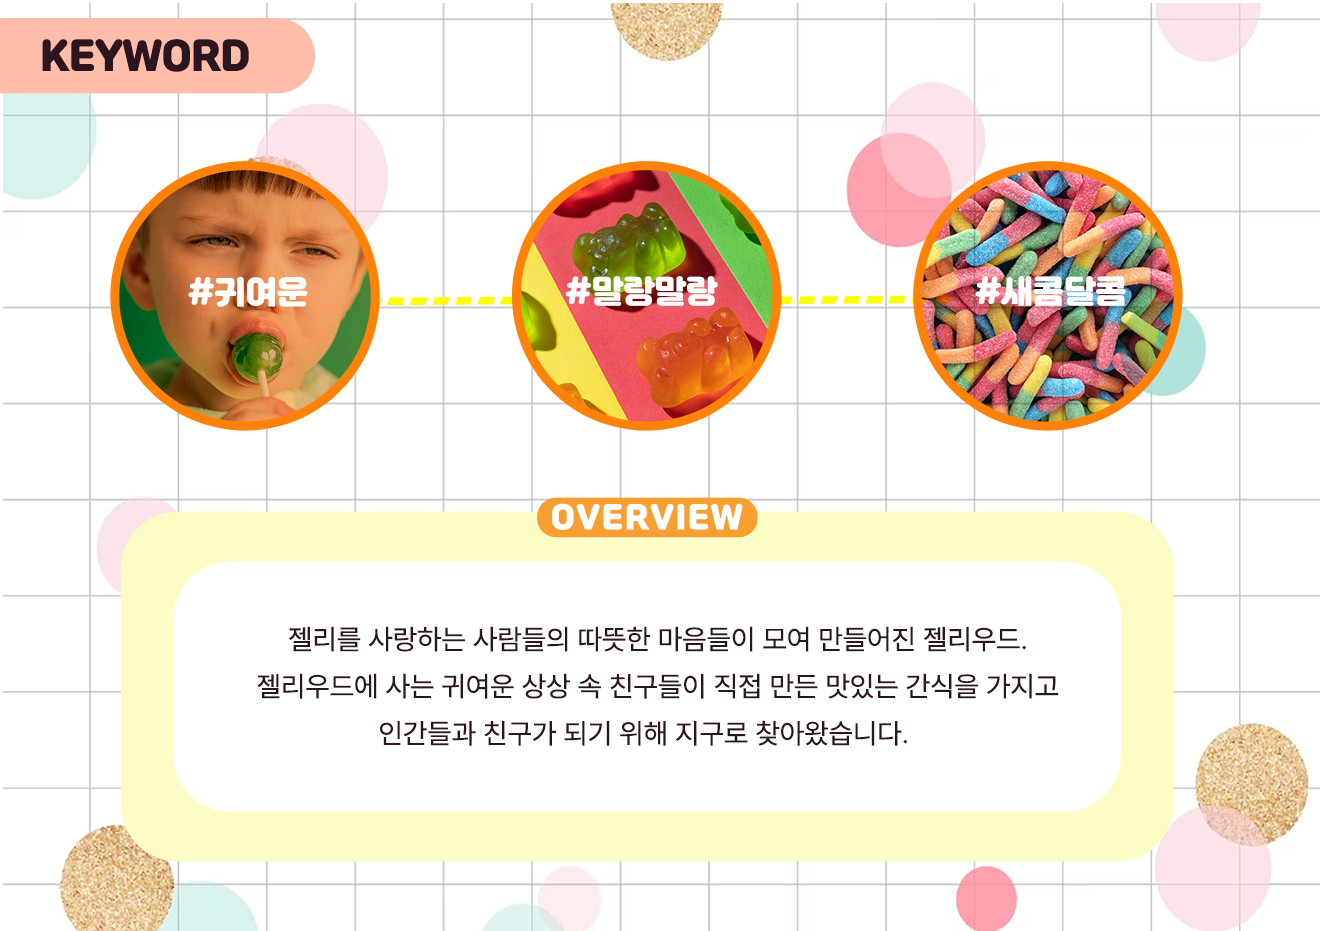 KEYWORD
#귀여운
#말랑말랑
#새콤달콤
OVERVIEW
젤리를 사랑하는 사람들의 따뜻한 마음들이 모여 만들어진 젤리우드.
젤리우드에 사는 귀여운 상상 속 친구들이 직접 만든 맛있는 간식을 가지고
인간들과 친구가 되기 위해 지구로 찾아왔습니다.